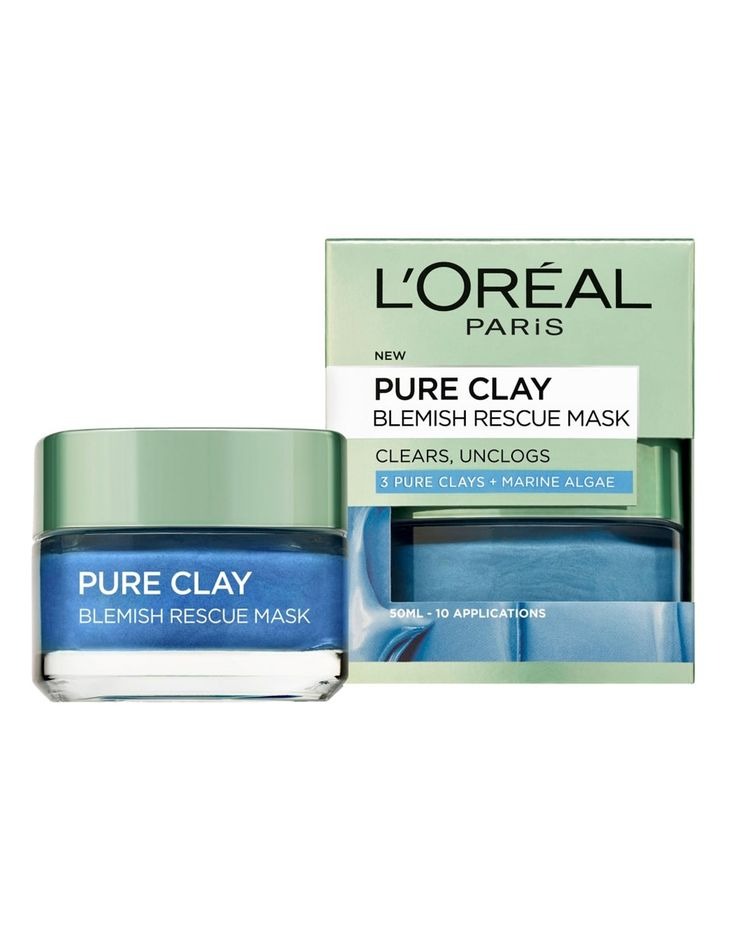 L'ORÉAL
PARiS
NEW
PURE CLAY
BLEMISH RESCUE MASK
CLEARS, UNCLOGS
3 PURE CLAYS + MARINE ALGAE
50ML - 10 APPLICATIONS
PURE CLAY
BLEMISH RESCUE MASK